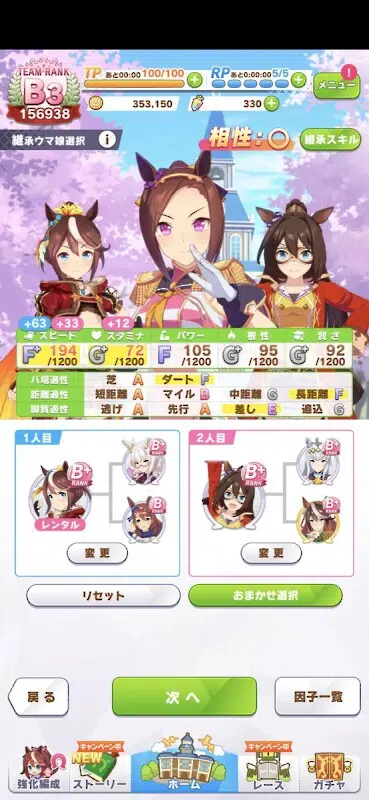 TEAM RANK
B3
156938
TP あと00:00 100/100
RP あと0:00:00 5/5
メニュー
353,150
330
継承ウマ娘選択
相性:○
継承スキル
+63 +33 +12
スピード スタミナ パワー 根性 賢さ
F+ 194 /1200
G+ 72 /1200
F 105 /1200
G+ 95 /1200
G+ 92 /1200
バ場適性 芝 A ダート F
距離適性 短距離 A マイル B 中距離 G 長距離 F
脚質適性 逃げ A 先行 A 差し E 追込 G
1人目
B+ RANK
B+ RANK
B+ RANK
レンタル
変更
2人目
B+ RANK
B+ RANK
B+ RANK
変更
リセット
おまかせ選択
戻る
次へ
因子一覧
キャンペーン中
キャンペーン中
NEW
強化編成
ストーリー
ホーム
レース
ガチャ